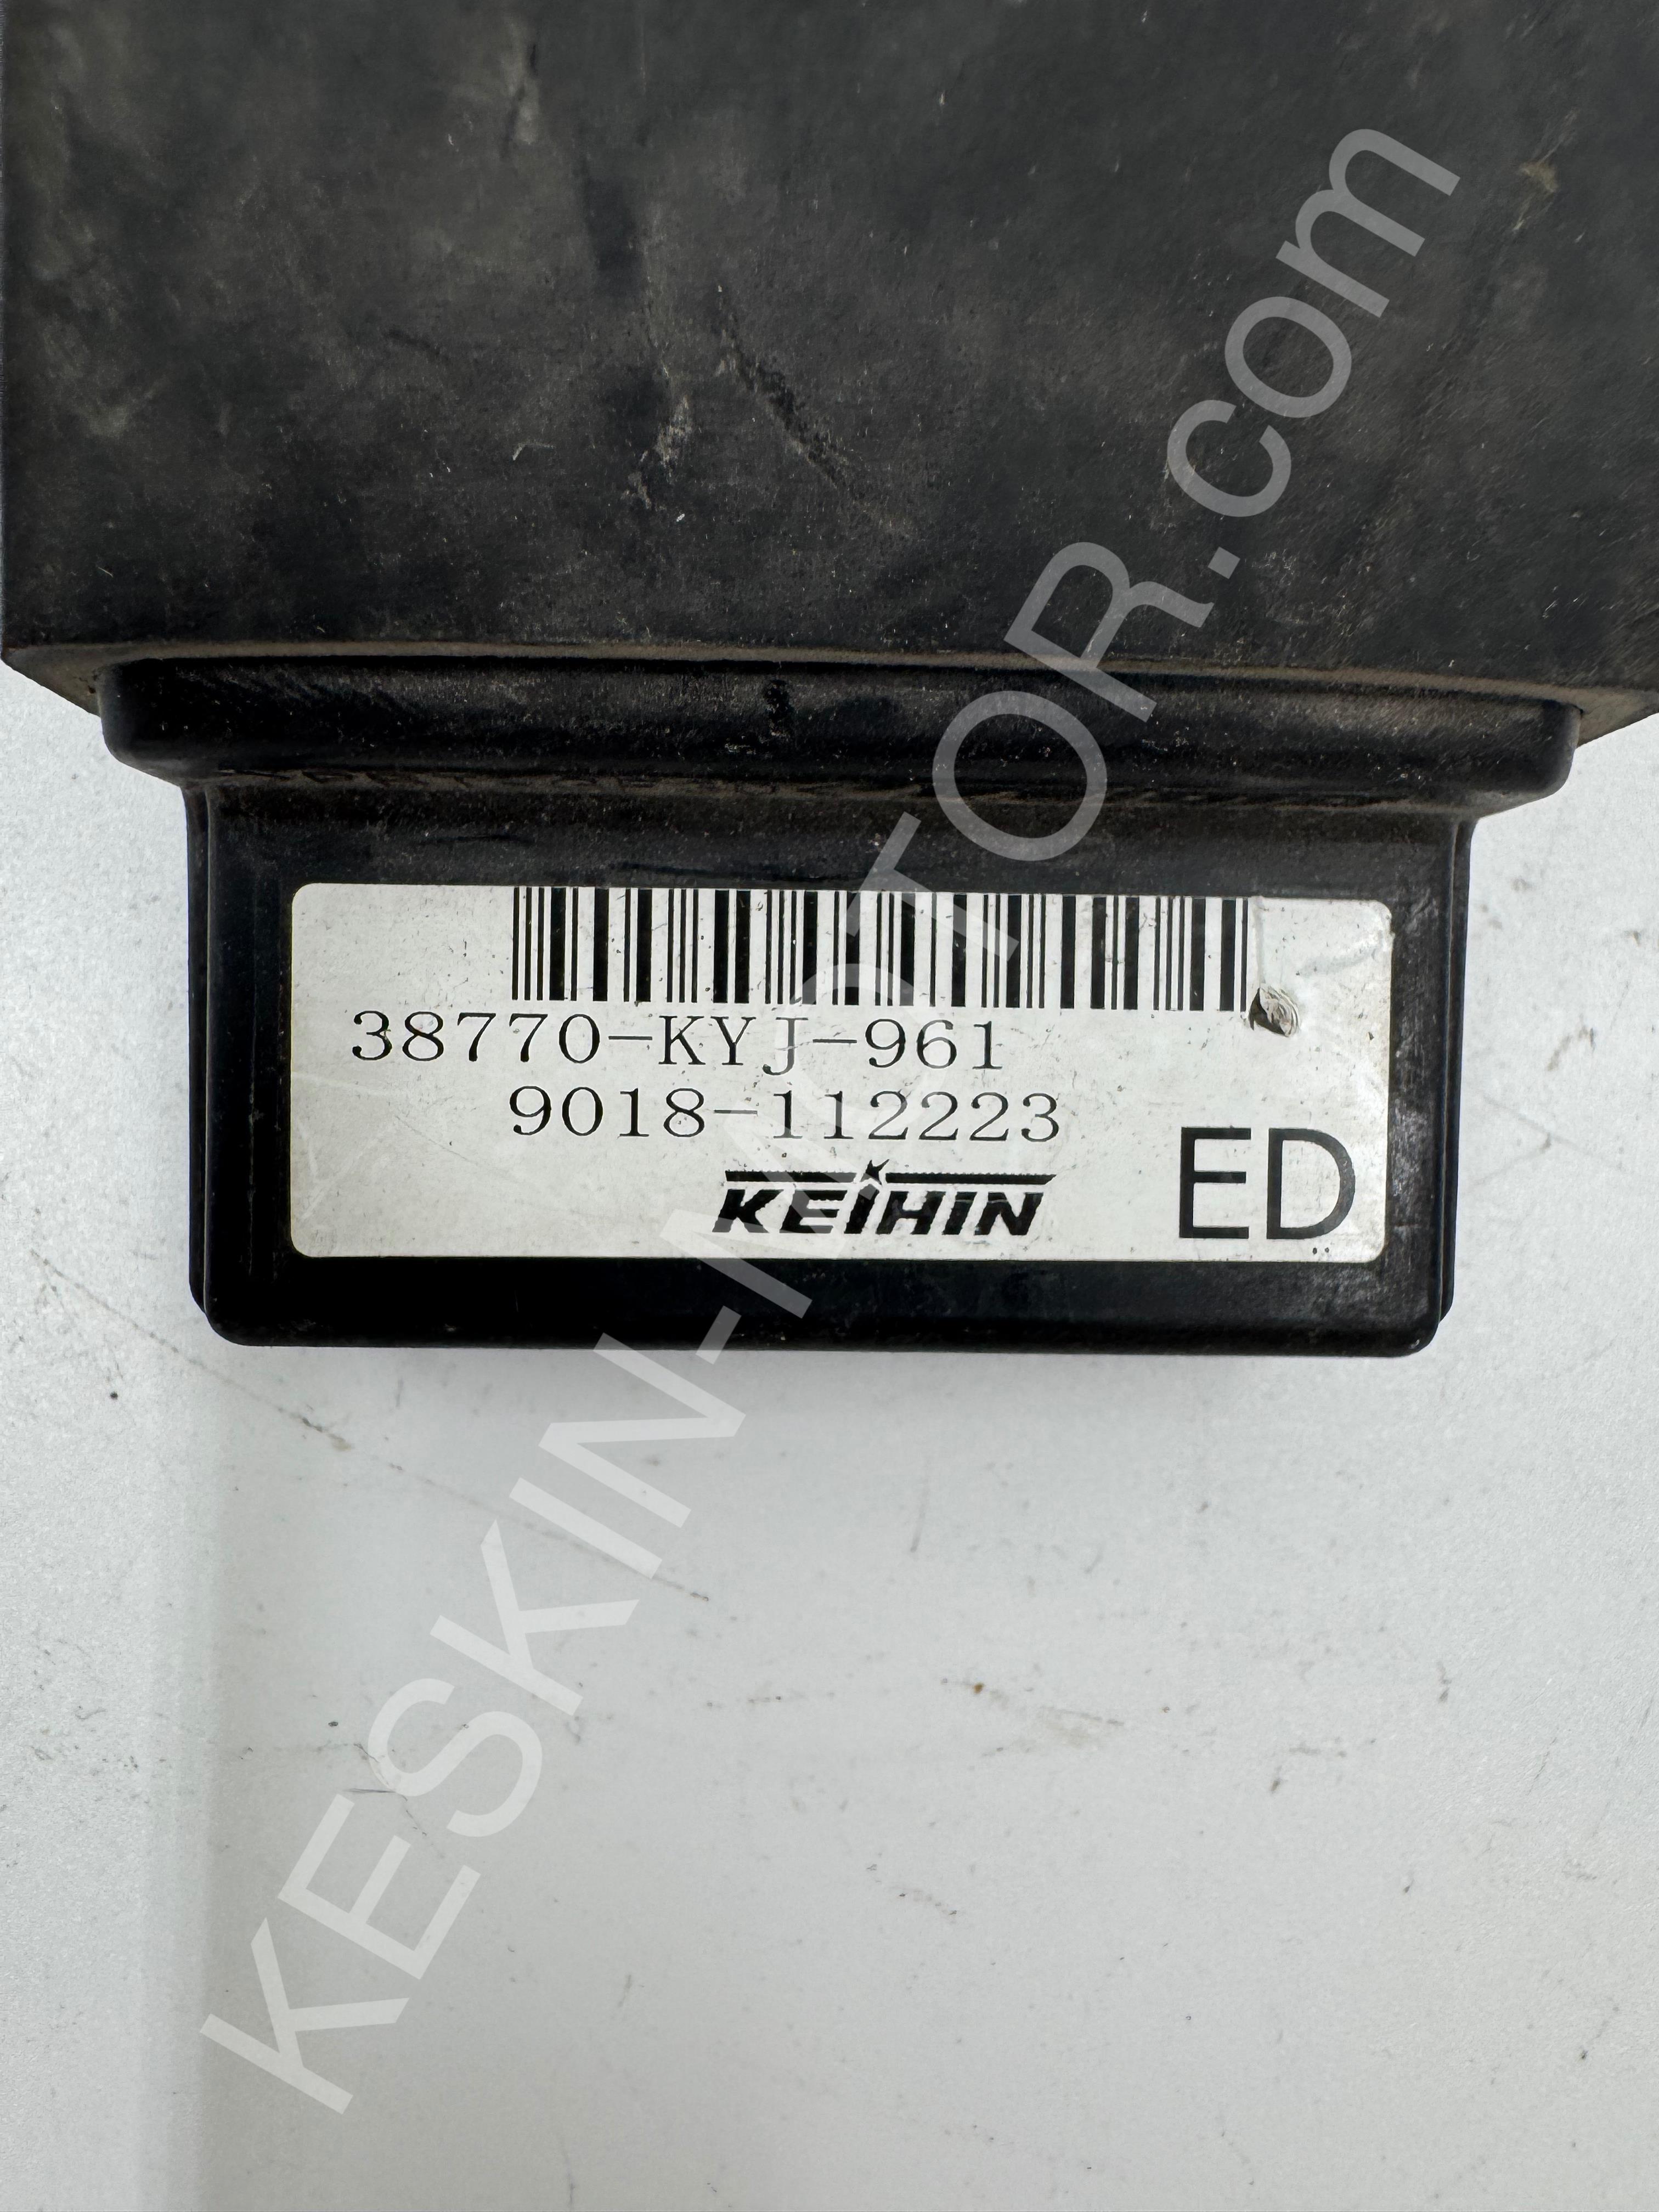 38770-KYJ-961
9018-112223
KEIHIN
ED
KESKIN-MOTOR.com